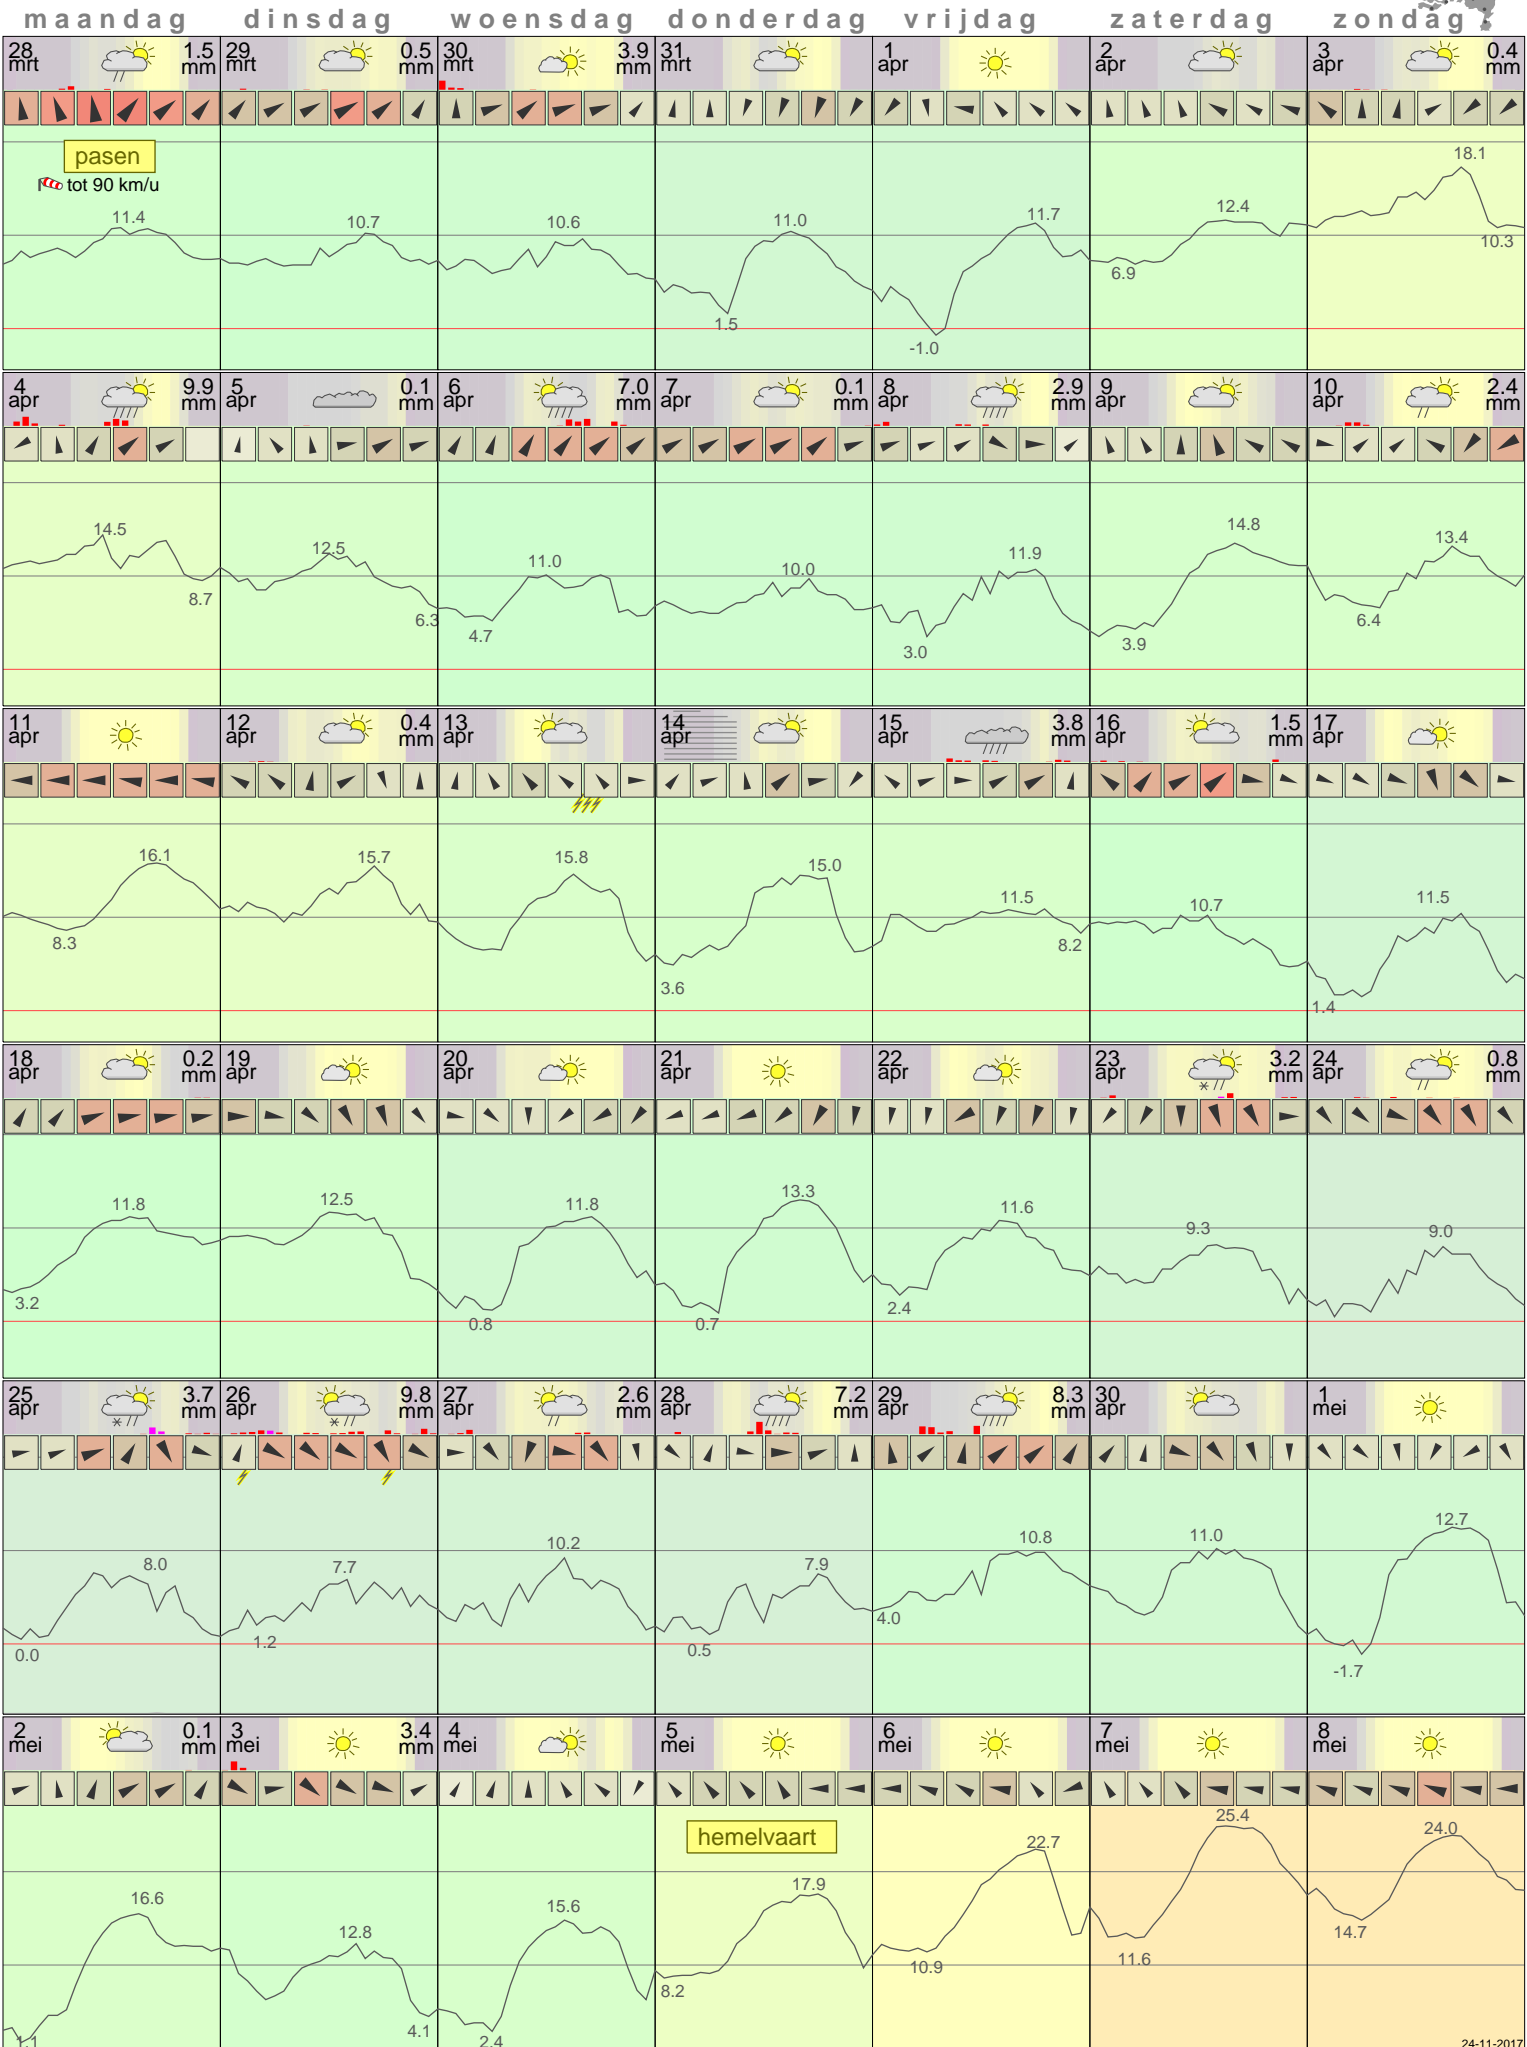 maandag dinsdag woensdag donderdag vrijdag zaterdag zondag
28 mrt 1.5 mm 29 mrt 0.5 mm 30 mrt 3.9 mm 31 mrt 1 apr 2 apr 3 apr 0.4 mm
pasen
tot 90 km/u
11.4 10.7 10.6 11.0 11.7 12.4 18.1
1.5 -1.0 6.9 10.3
4 apr 9.9 mm 5 apr 0.1 mm 6 apr 7.0 mm 7 apr 0.1 mm 8 apr 2.9 mm 9 apr 10 apr 2.4 mm
14.5 12.5 11.0 10.0 11.9 14.8 13.4
8.7 6.3 4.7 3.0 3.9 6.4
11 apr 12 apr 0.4 mm 13 apr 14 apr 15 apr 3.8 mm 16 apr 1.5 mm 17 apr
16.1 15.7 15.8 15.0 11.5 10.7 11.5
8.3 3.6 8.2 1.4
18 apr 0.2 mm 19 apr 20 apr 21 apr 22 apr 23 apr 3.2 mm 24 apr 0.8 mm
11.8 12.5 11.8 13.3 11.6 9.3 9.0
3.2 0.8 0.7 2.4
25 apr 3.7 mm 26 apr 9.8 mm 27 apr 2.6 mm 28 apr 7.2 mm 29 apr 8.3 mm 30 apr 1 mei
8.0 7.7 10.2 7.9 10.8 11.0 12.7
0.0 1.2 0.5 4.0 -1.7
2 mei 0.1 mm 3 mei 3.4 mm 4 mei 5 mei 6 mei 7 mei 8 mei
hemelvaart
16.6 12.8 15.6 17.9 22.7 25.4 24.0
1.1 4.1 2.4 8.2 10.9 11.6 14.7
24-11-2017